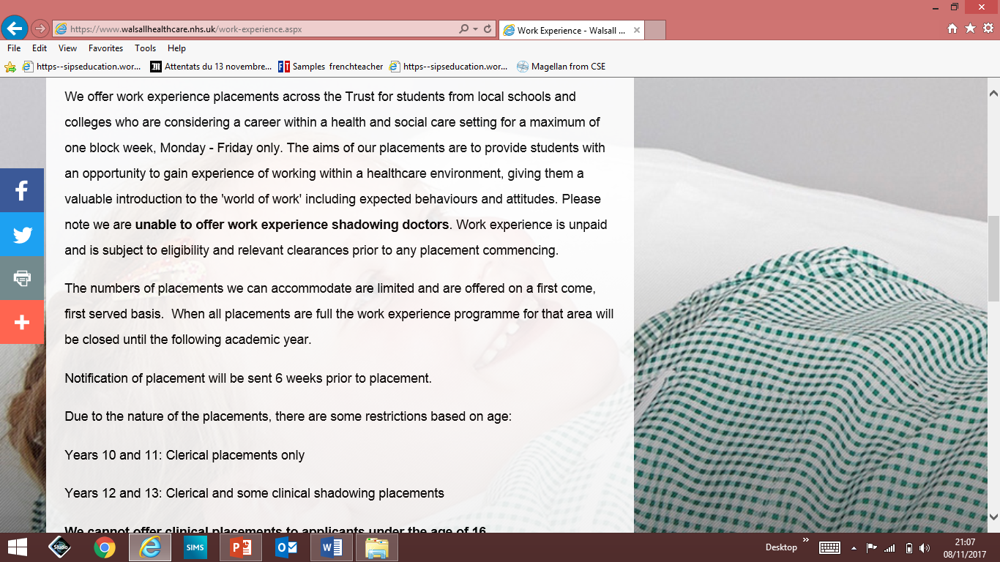 https://www.walsallhealthcare.nhs.uk/work-experience.aspx
Work Experience - Walsall ...
File Edit View Favorites Tools Help
https--sipseducation.wor... Attentats du 13 novembre... Samples frenchteacher https--sipseducation.wor... Magellan from CSE
We offer work experience placements across the Trust for students from local schools and
colleges who are considering a career within a health and social care setting for a maximum of
one block week, Monday - Friday only. The aims of our placements are to provide students with
an opportunity to gain experience of working within a healthcare environment, giving them a
valuable introduction to the 'world of work' including expected behaviours and attitudes. Please
note we are unable to offer work experience shadowing doctors. Work experience is unpaid
and is subject to eligibility and relevant clearances prior to any placement commencing.
The numbers of placements we can accommodate are limited and are offered on a first come,
first served basis. When all placements are full the work experience programme for that area will
be closed until the following academic year.
Notification of placement will be sent 6 weeks prior to placement.
Due to the nature of the placements, there are some restrictions based on age:
Years 10 and 11: Clerical placements only
Years 12 and 13: Clerical and some clinical shadowing placements
We cannot offer clinical placements to applicants under the age of 16
Studio
SIMS
Desktop
21:07
08/11/2017